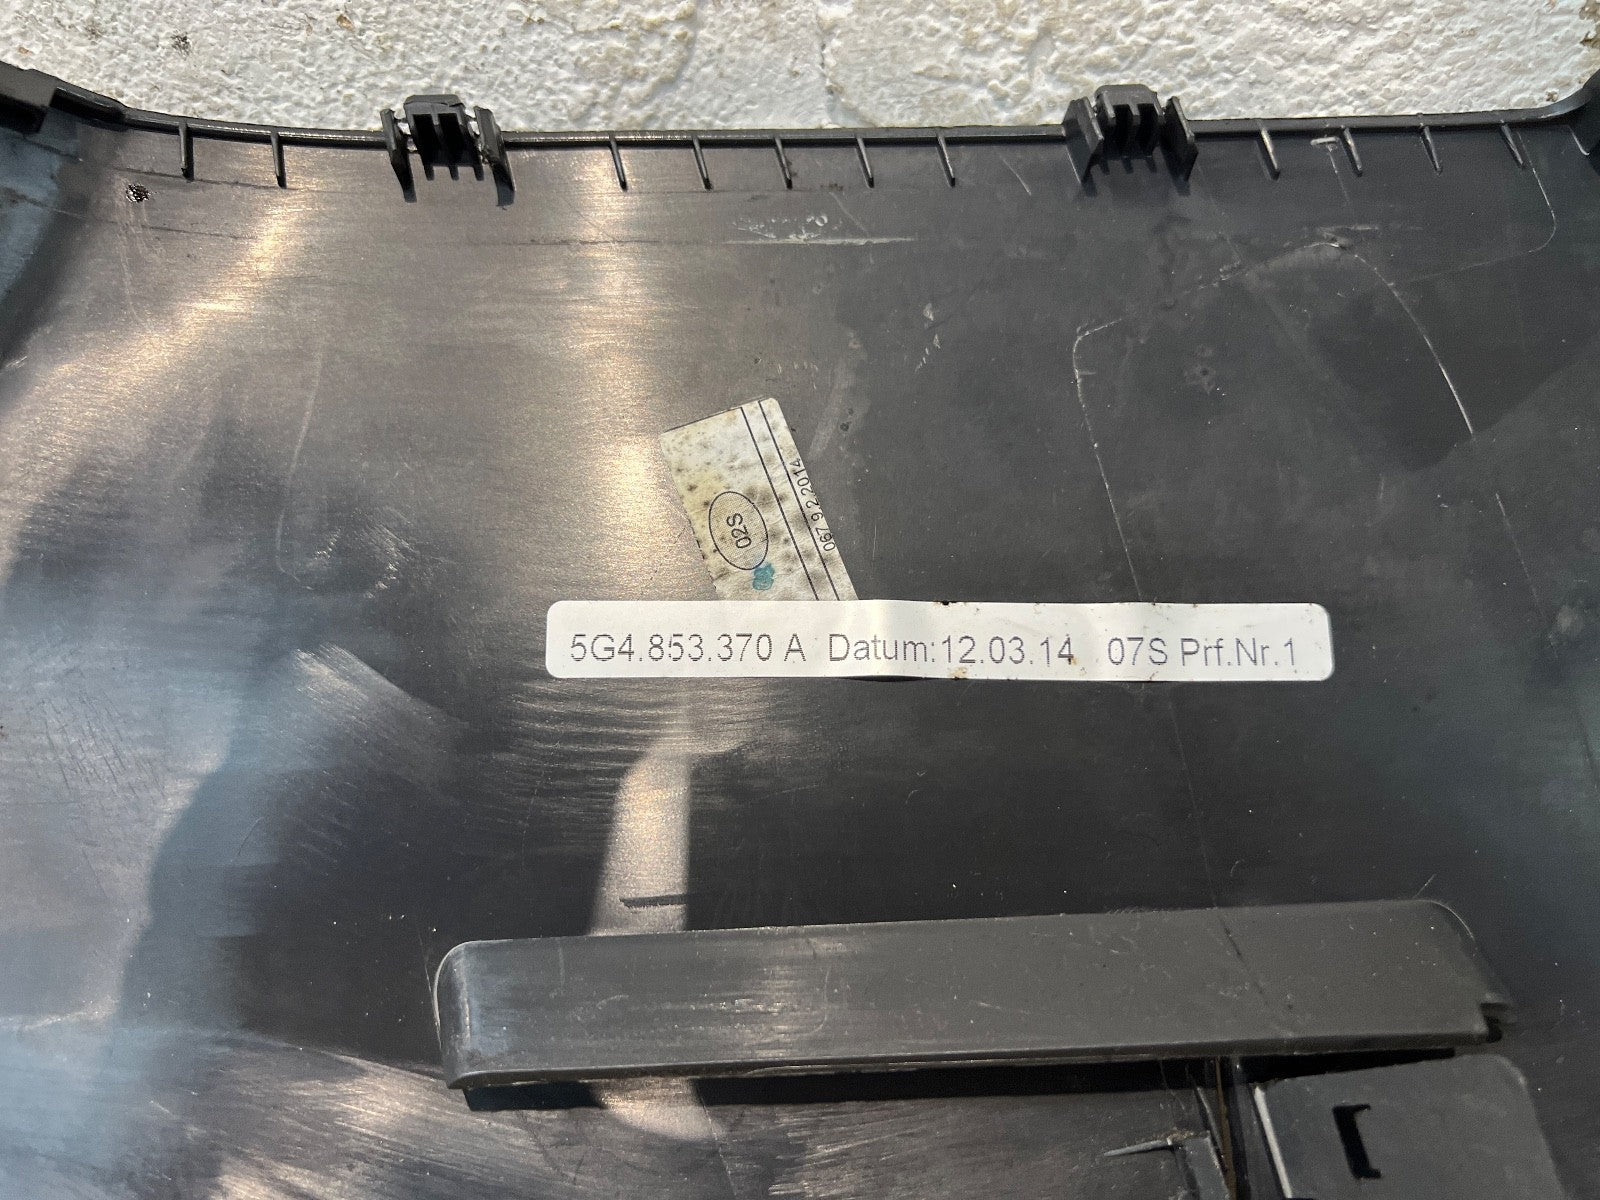 02S
067 9.2.2014
5G4.853.370 A Datum:12.03.14 07S Prf.Nr.1